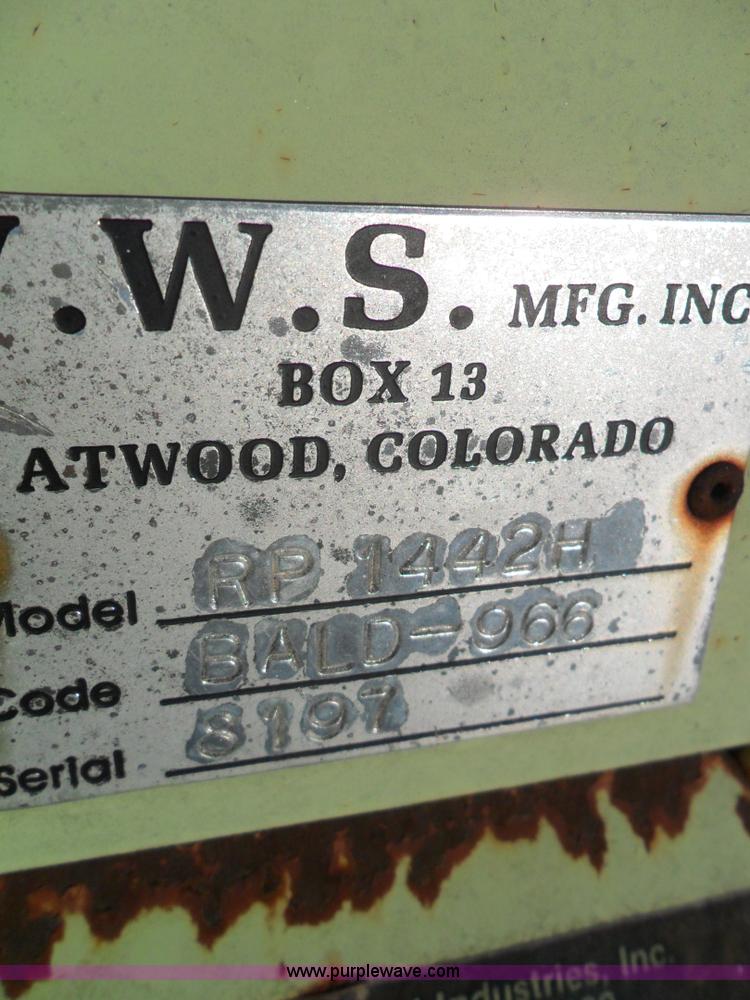 .W.S. MFG. INC
BOX 13
ATWOOD, COLORADO
Model RP 1442H
Code BALD-966
Serial 8197
Industries, Inc.
www.purplewave.com